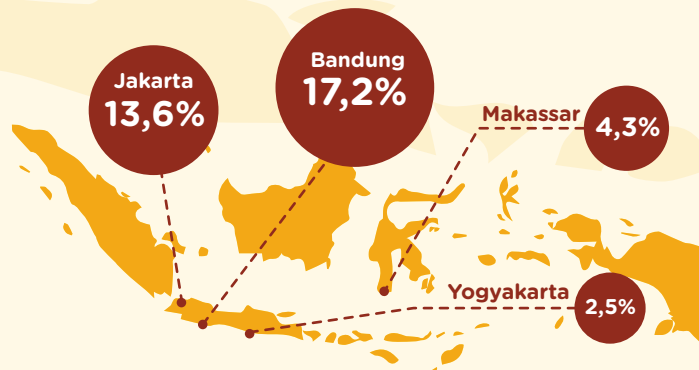 Jakarta
13,6%
Bandung
17,2%
Makassar
4,3%
Yogyakarta
2,5%